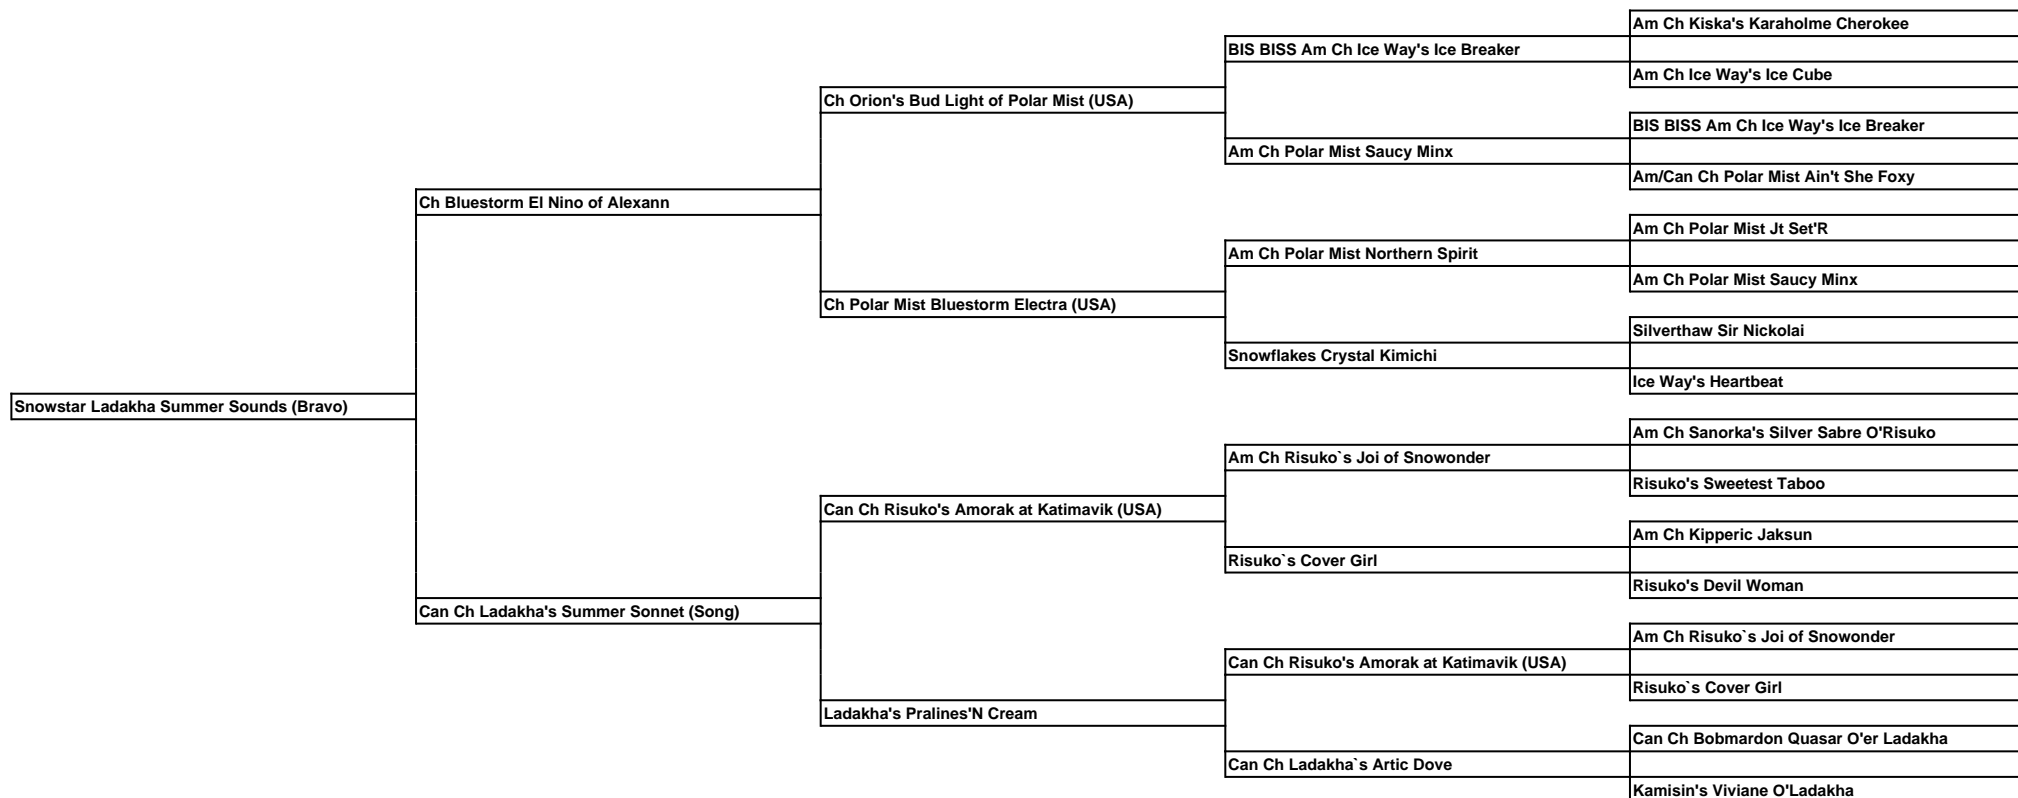 Am Ch Kiska's Karaholme Cherokee
BIS BISS Am Ch Ice Way's Ice Breaker
Am Ch Ice Way's Ice Cube
Ch Orion's Bud Light of Polar Mist (USA)
BIS BISS Am Ch Ice Way's Ice Breaker
Am Ch Polar Mist Saucy Minx
Am/Can Ch Polar Mist Ain't She Foxy
Ch Bluestorm El Nino of Alexann
Am Ch Polar Mist Jt Set'R
Am Ch Polar Mist Northern Spirit
Am Ch Polar Mist Saucy Minx
Ch Polar Mist Bluestorm Electra (USA)
Silverthaw Sir Nickolai
Snowflakes Crystal Kimichi
Ice Way's Heartbeat
Snowstar Ladakha Summer Sounds (Bravo)
Am Ch Sanorka's Silver Sabre O'Risuko
Am Ch Risuko`s Joi of Snowonder
Risuko's Sweetest Taboo
Can Ch Risuko's Amorak at Katimavik (USA)
Am Ch Kipperic Jaksun
Risuko`s Cover Girl
Risuko's Devil Woman
Can Ch Ladakha's Summer Sonnet (Song)
Am Ch Risuko`s Joi of Snowonder
Can Ch Risuko's Amorak at Katimavik (USA)
Risuko`s Cover Girl
Ladakha's Pralines'N Cream
Can Ch Bobmardon Quasar O'er Ladakha
Can Ch Ladakha`s Artic Dove
Kamisin's Viviane O'Ladakha